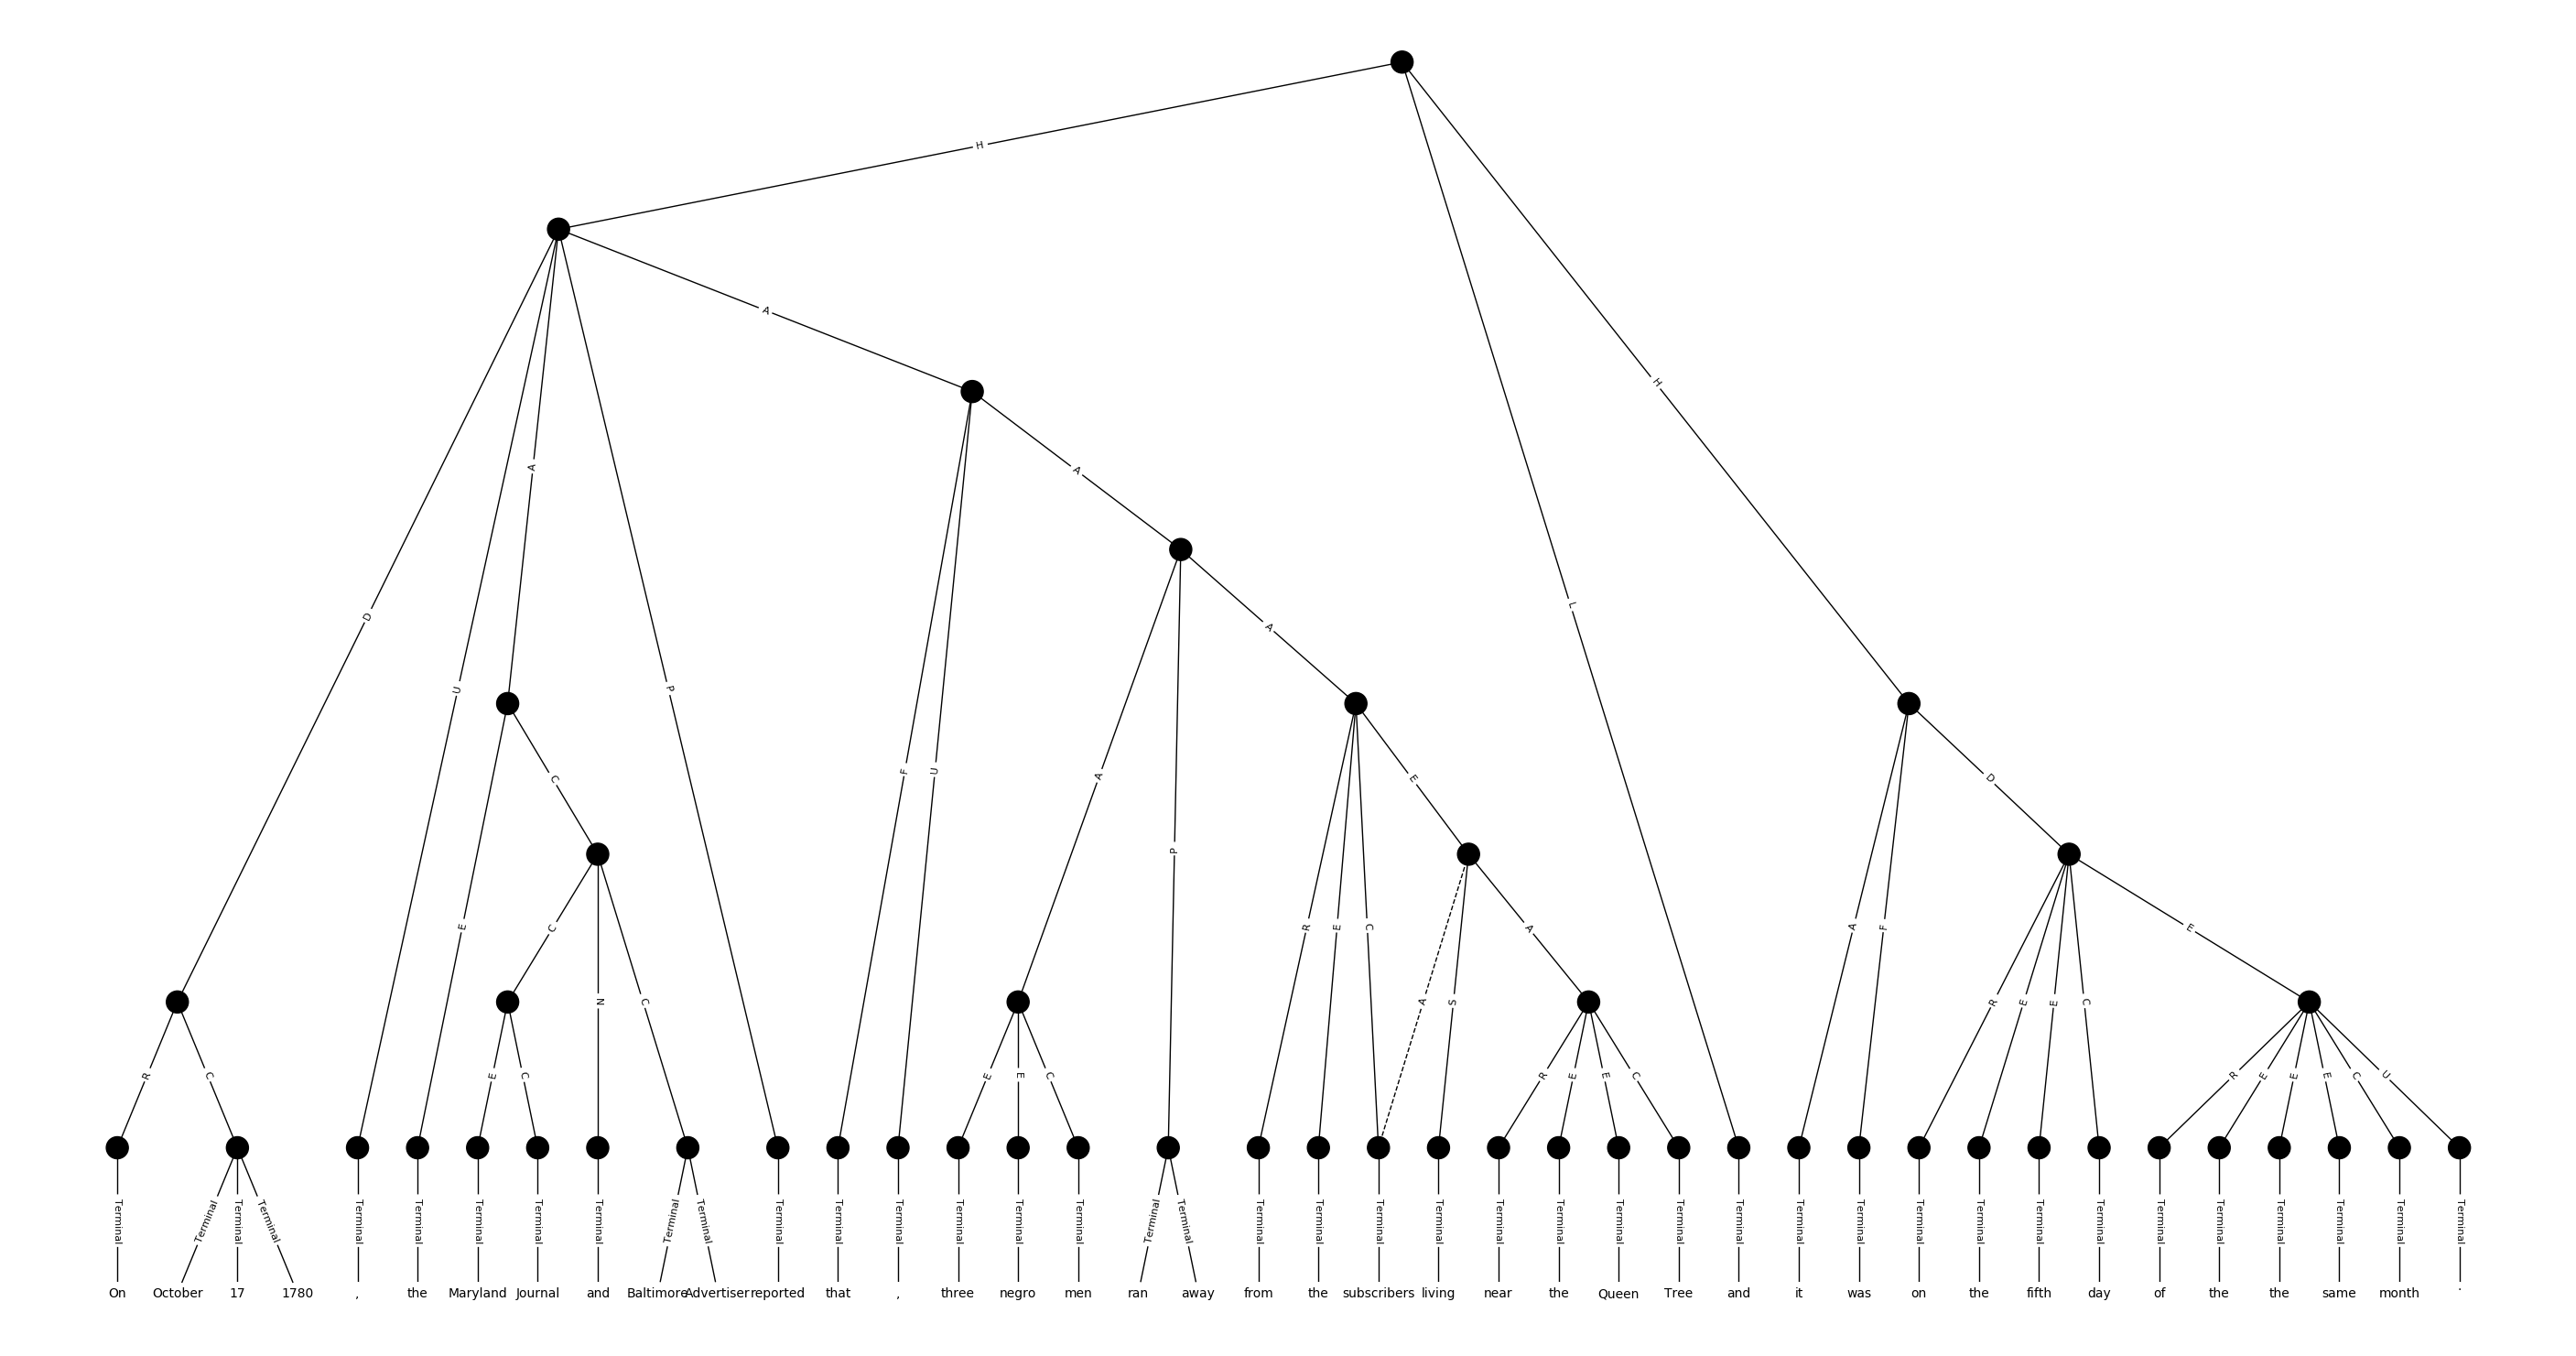 H
A
D
A
U
P
A
A
L
H
C
E
F
U
A
P
R
E
C
E
A
F
D
C
N
C
A
S
A
R
E
E
C
E
R
C
E
C
E
E
C
R
E
E
C
R
E
E
E
C
U
Terminal Terminal Terminal Terminal Terminal Terminal Terminal Terminal Terminal Terminal Terminal Terminal Terminal Terminal Terminal Terminal Terminal Terminal Terminal Terminal Terminal Terminal Terminal Terminal Terminal Terminal Terminal Terminal Terminal Terminal Terminal Terminal Terminal Terminal Terminal Terminal Terminal Terminal Terminal Terminal
On October 17 1780 , the Maryland Journal and Baltimore Advertiser reported that , three negro men ran away from the subscribers living near the Queen Tree and it was on the fifth day of the the same month .